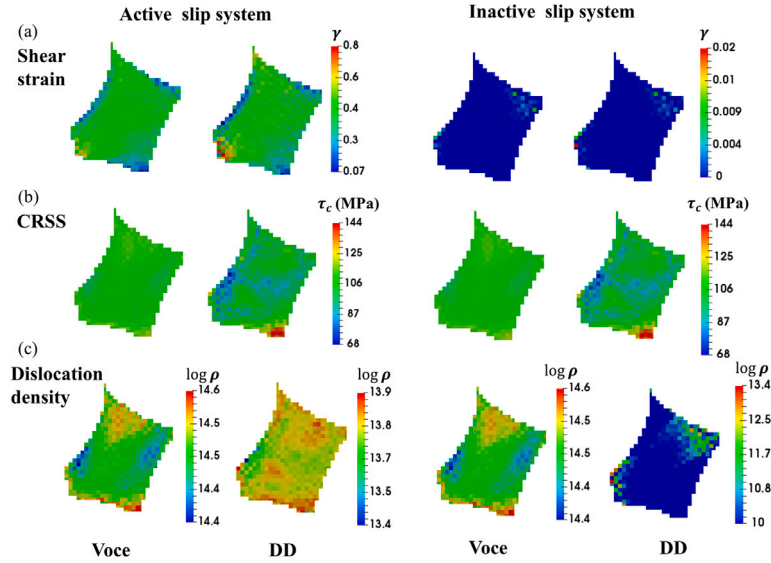 Active slip system
Inactive slip system
(a)
Shear
strain
γ
0.8
0.6
0.4
0.3
0.07
γ
0.02
0.01
0.009
0.004
0
(b)
CRSS
τc (MPa)
144
125
106
87
68
τc (MPa)
144
125
106
87
68
(c)
Dislocation
density
log ρ
14.6
14.5
14.4
14.4
14.4
log ρ
13.9
13.8
13.7
13.5
13.4
log ρ
14.6
14.5
14.4
14.4
14.4
log ρ
13.4
12.6
11.7
10.8
10
Voce
DD
Voce
DD